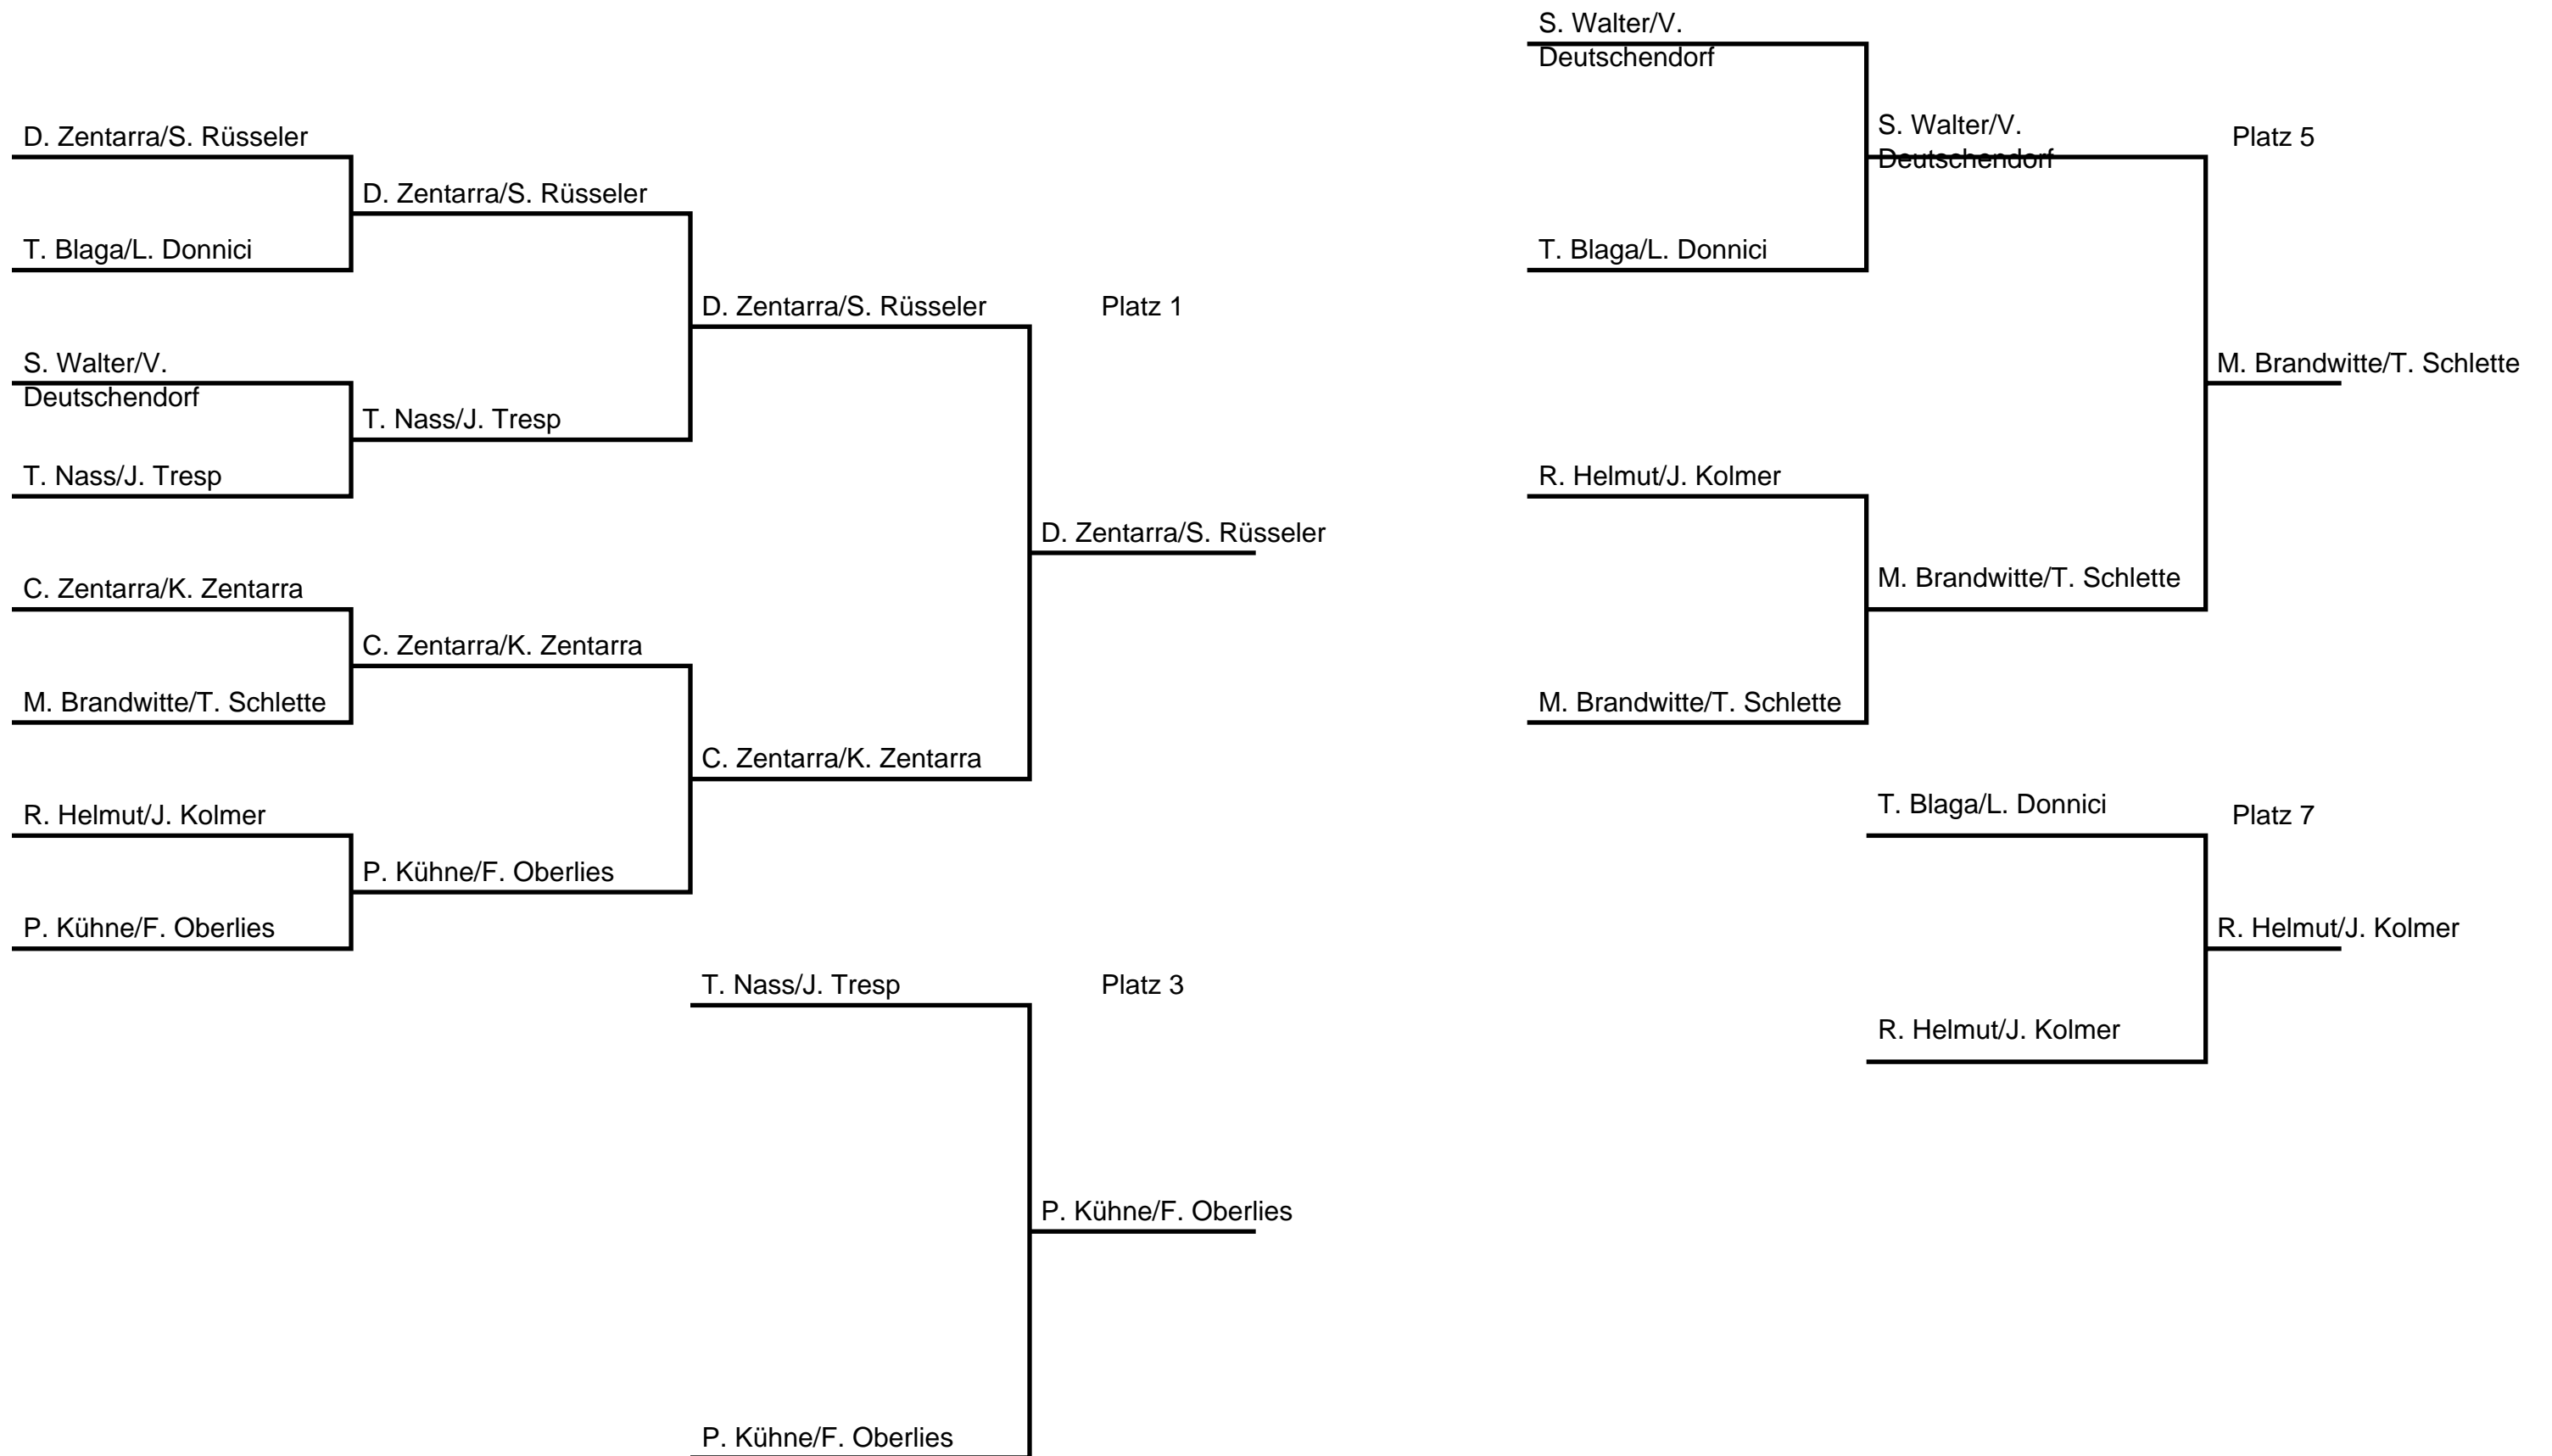 D. Zentarra/S. Rüsseler
T. Blaga/L. Donnici
S. Walter/V.
Deutschendorf
T. Nass/J. Tresp
C. Zentarra/K. Zentarra
M. Brandwitte/T. Schlette
R. Helmut/J. Kolmer
P. Kühne/F. Oberlies
D. Zentarra/S. Rüsseler
T. Nass/J. Tresp
C. Zentarra/K. Zentarra
P. Kühne/F. Oberlies
D. Zentarra/S. Rüsseler
C. Zentarra/K. Zentarra
Platz 1
D. Zentarra/S. Rüsseler
T. Nass/J. Tresp
P. Kühne/F. Oberlies
Platz 3
P. Kühne/F. Oberlies
S. Walter/V.
Deutschendorf
T. Blaga/L. Donnici
R. Helmut/J. Kolmer
M. Brandwitte/T. Schlette
S. Walter/V.
Deutschendorf
M. Brandwitte/T. Schlette
Platz 5
M. Brandwitte/T. Schlette
T. Blaga/L. Donnici
R. Helmut/J. Kolmer
Platz 7
R. Helmut/J. Kolmer